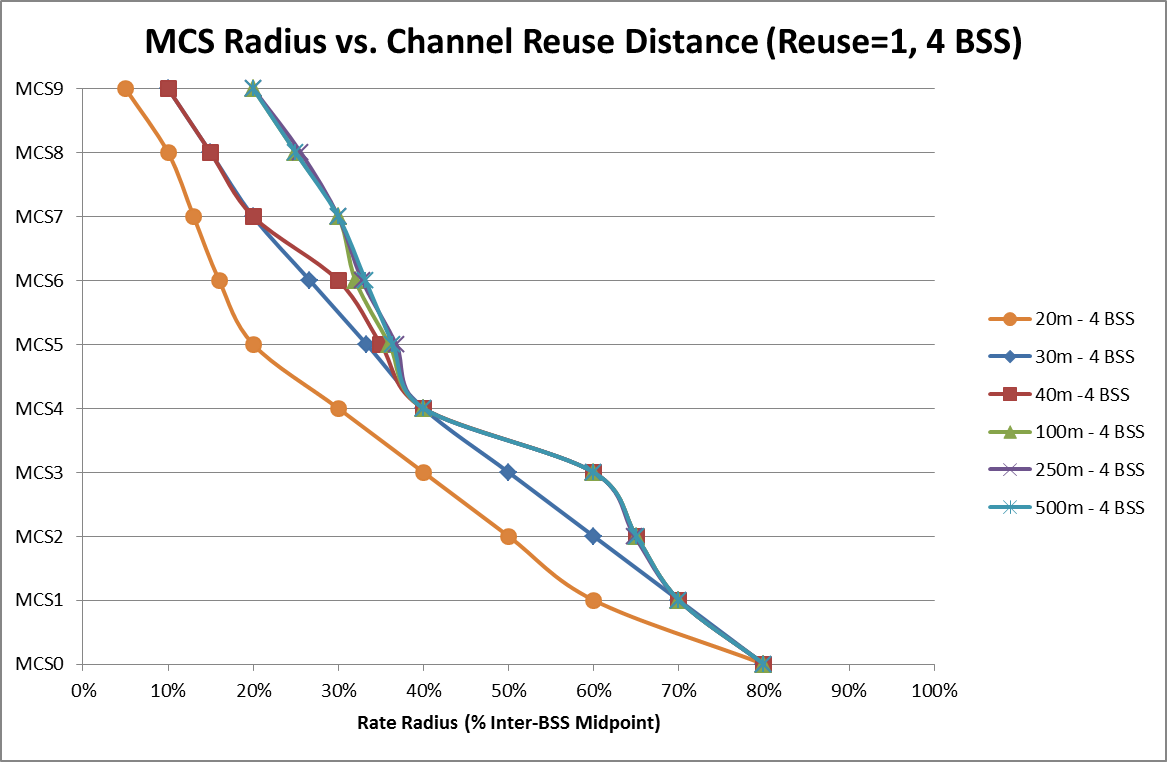 MCS Radius vs. Channel Reuse Distance (Reuse=1, 4 BSS)
MCS9
MCS8
MCS7
MCS6
MCS5
MCS4
MCS3
MCS2
MCS1
MCS0
0% 10% 20% 30% 40% 50% 60% 70% 80% 90% 100%
Rate Radius (% Inter-BSS Midpoint)
20m - 4 BSS
30m - 4 BSS
40m -4 BSS
100m - 4 BSS
250m - 4 BSS
500m - 4 BSS